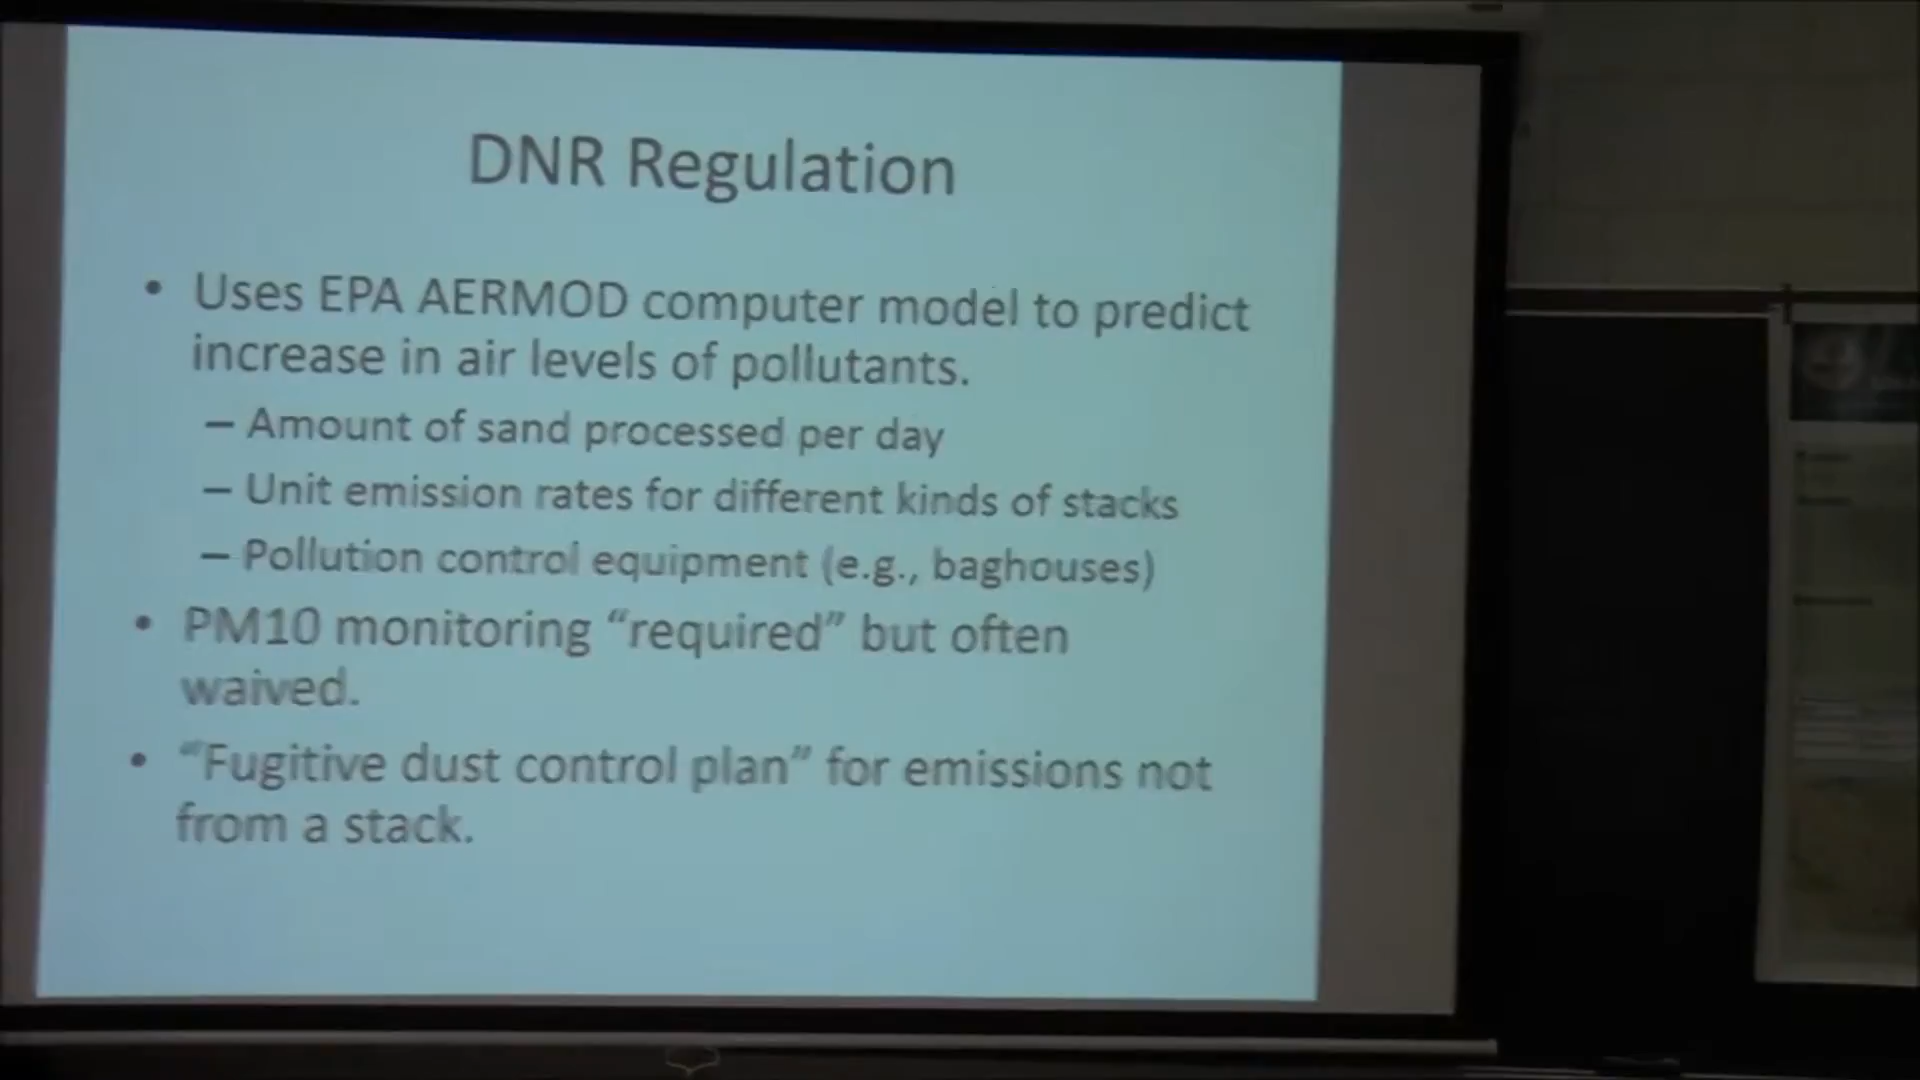 DNR Regulation
• Uses EPA AERMOD computer model to predict
increase in air levels of pollutants.
– Amount of sand processed per day
– Unit emission rates for different kinds of stacks
– Pollution control equipment (e.g., baghouses)
• PM10 monitoring “required” but often
waived.
• “Fugitive dust control plan” for emissions not
from a stack.